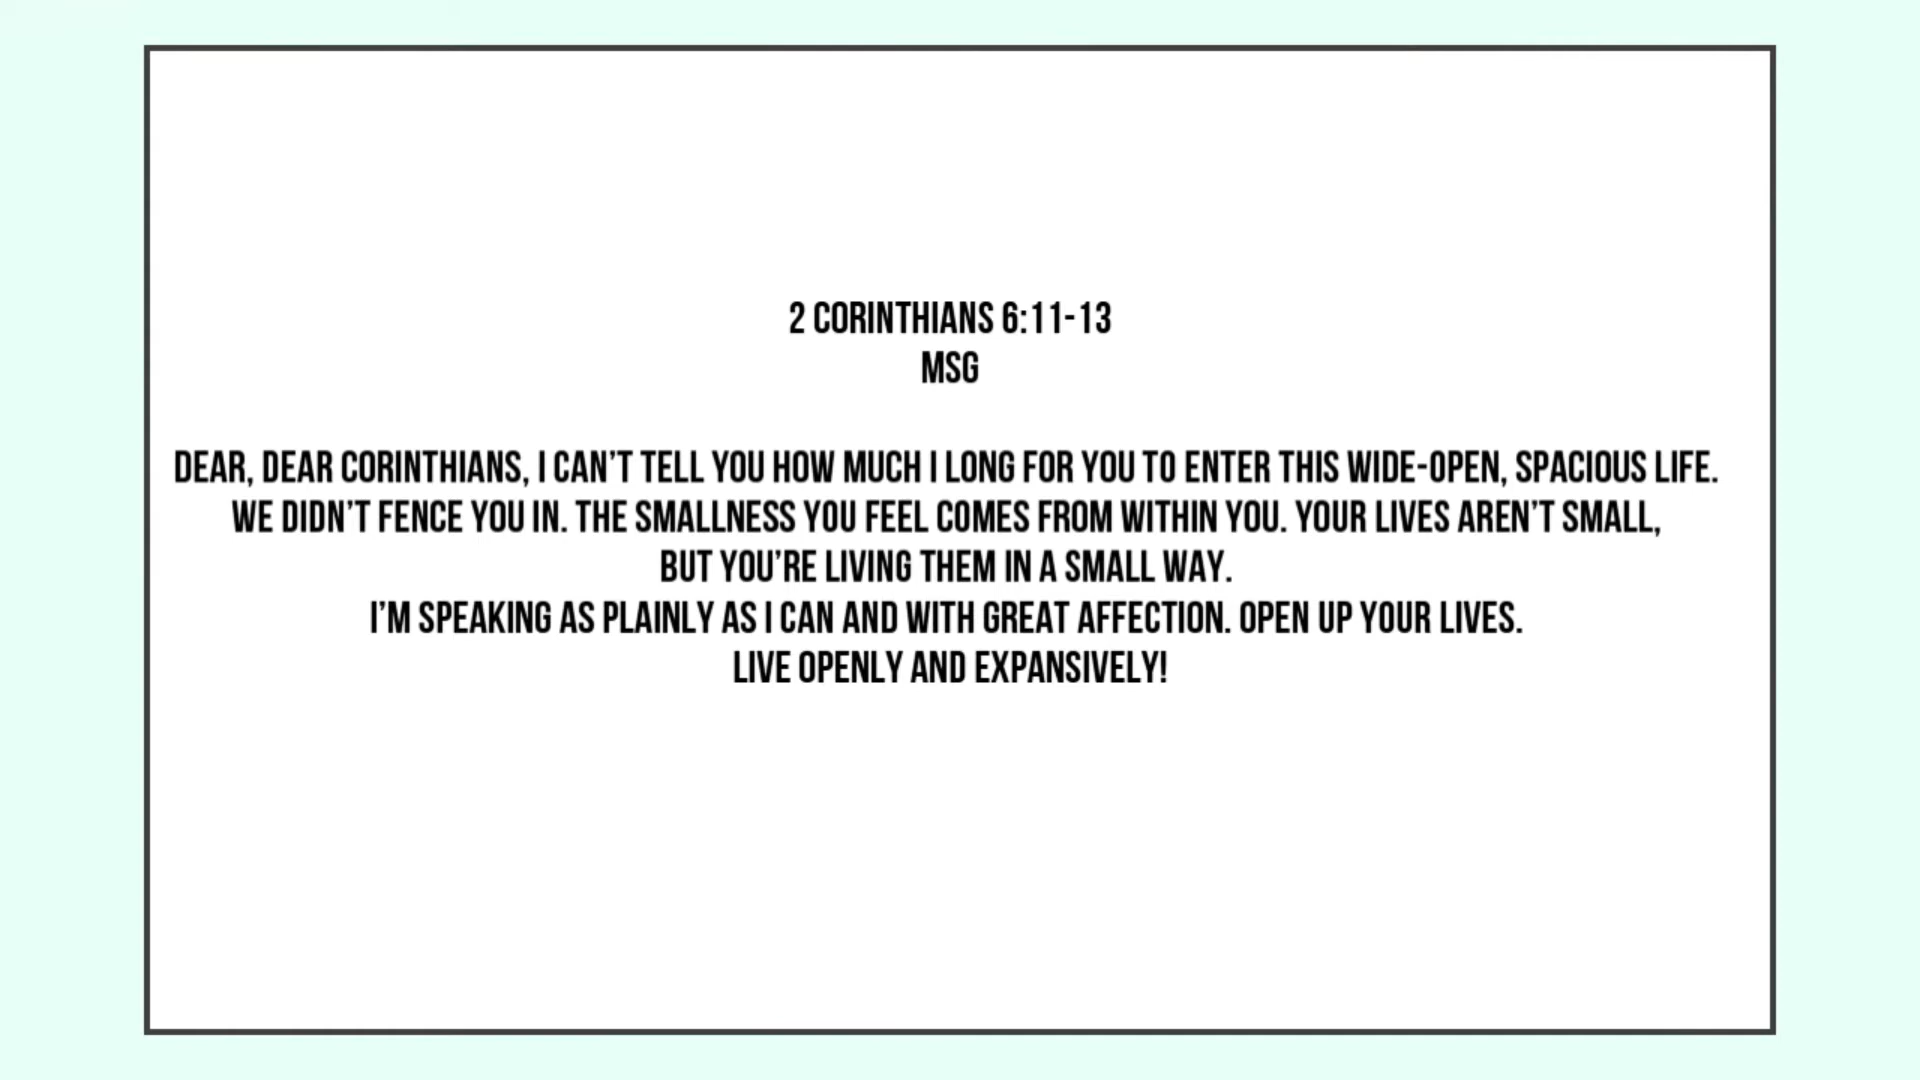 2 CORINTHIANS 6:11-13
MSG
DEAR, DEAR CORINTHIANS, I CAN’T TELL YOU HOW MUCH I LONG FOR YOU TO ENTER THIS WIDE-OPEN, SPACIOUS LIFE.
WE DIDN’T FENCE YOU IN. THE SMALLNESS YOU FEEL COMES FROM WITHIN YOU. YOUR LIVES AREN’T SMALL,
BUT YOU’RE LIVING THEM IN A SMALL WAY.
I’M SPEAKING AS PLAINLY AS I CAN AND WITH GREAT AFFECTION. OPEN UP YOUR LIVES.
LIVE OPENLY AND EXPANSIVELY!